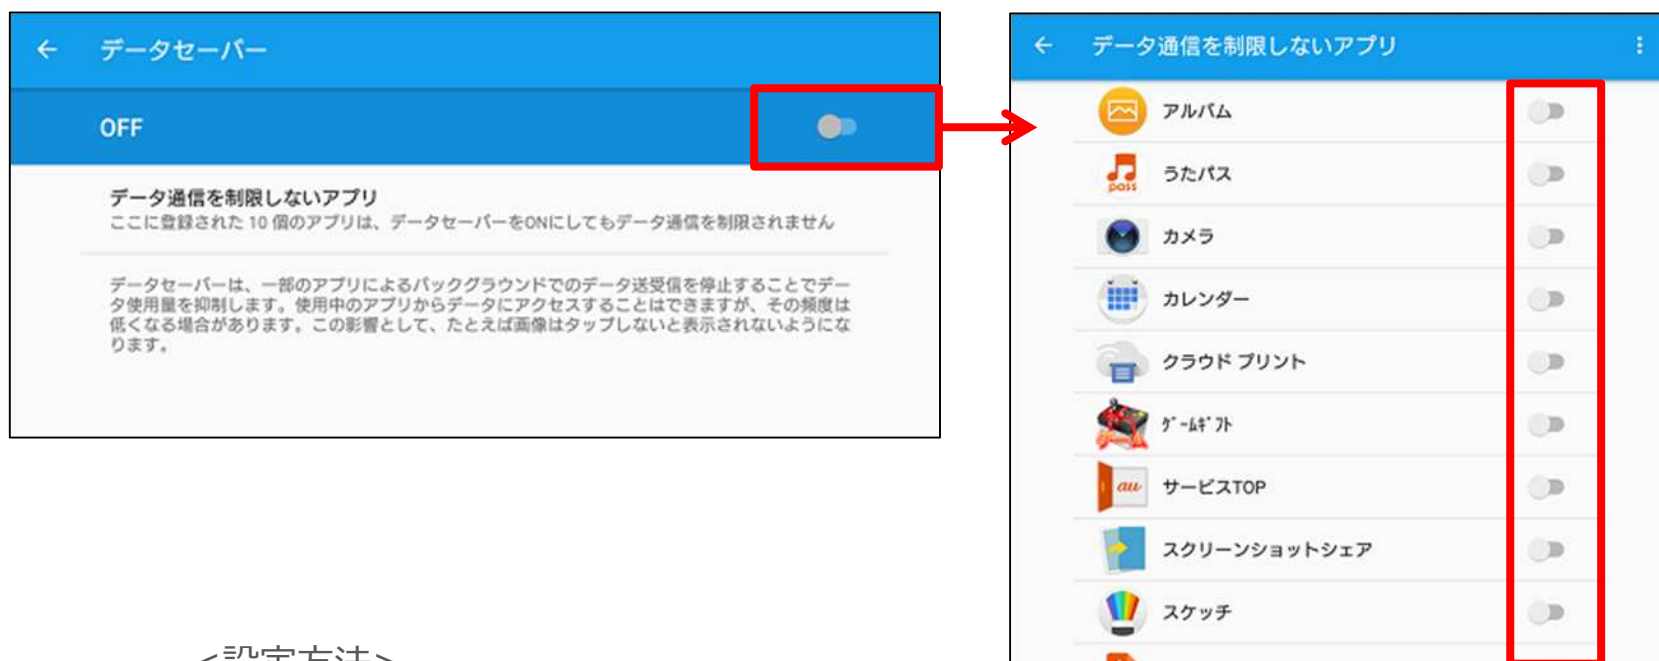 データセーバー
OFF
データ通信を制限しないアプリ
ここに登録された 10 個のアプリは、データセーバーをONにしてもデータ通信を制限されません
データセーバーは、一部のアプリによるバックグラウンドでのデータ送受信を停止することでデー
タ使用量を抑制します。使用中のアプリからデータにアクセスすることはできますが、その頻度は
低くなる場合があります。この影響として、たとえば画像はタップしないと表示されないようにな
ります。
データ通信を制限しないアプリ
アルバム
pass
うたパス
カメラ
カレンダー
クラウド プリント
ゲーム
ｹﾞｰﾑｷﾞﾌﾄ
au
サービスTOP
スクリーンショットシェア
スケッチ
<設定方法>